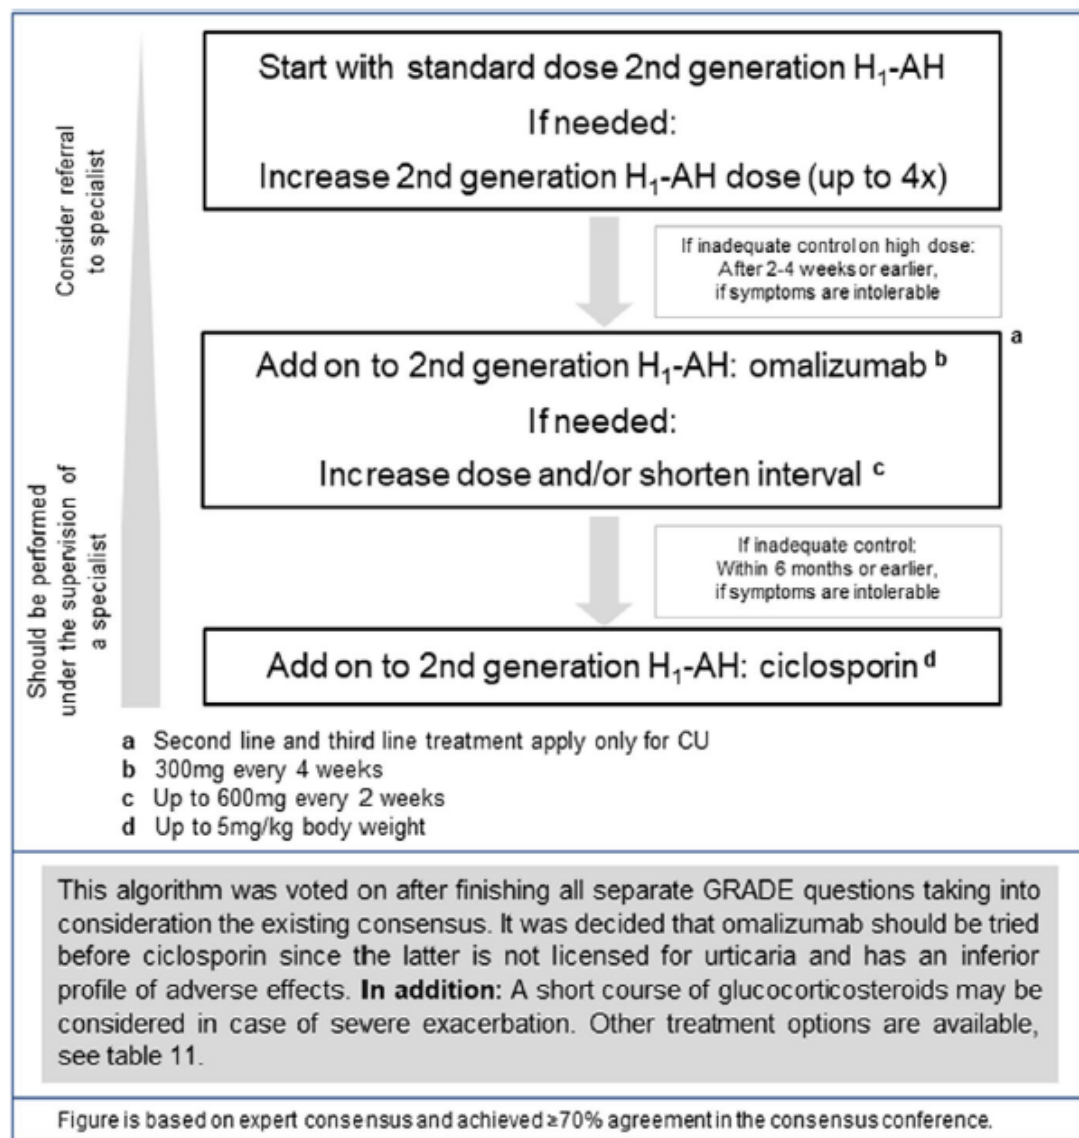 Consider referral
to specialist
Should be performed
under the supervision of
a specialist
Start with standard dose 2nd generation H₁-AH
If needed:
Increase 2nd generation H₁-AH dose (up to 4x)
If inadequate control on high dose:
After 2-4 weeks or earlier,
if symptoms are intolerable
a
Add on to 2nd generation H₁-AH: omalizumab b
If needed:
Increase dose and/or shorten interval c
If inadequate control:
Within 6 months or earlier,
if symptoms are intolerable
Add on to 2nd generation H₁-AH: ciclosporin d
a Second line and third line treatment apply only for CU
b 300mg every 4 weeks
c Up to 600mg every 2 weeks
d Up to 5mg/kg body weight
This algorithm was voted on after finishing all separate GRADE questions taking into
consideration the existing consensus. It was decided that omalizumab should be tried
before ciclosporin since the latter is not licensed for urticaria and has an inferior
profile of adverse effects. In addition: A short course of glucocorticosteroids may be
considered in case of severe exacerbation. Other treatment options are available,
see table 11.
Figure is based on expert consensus and achieved ≥70% agreement in the consensus conference.